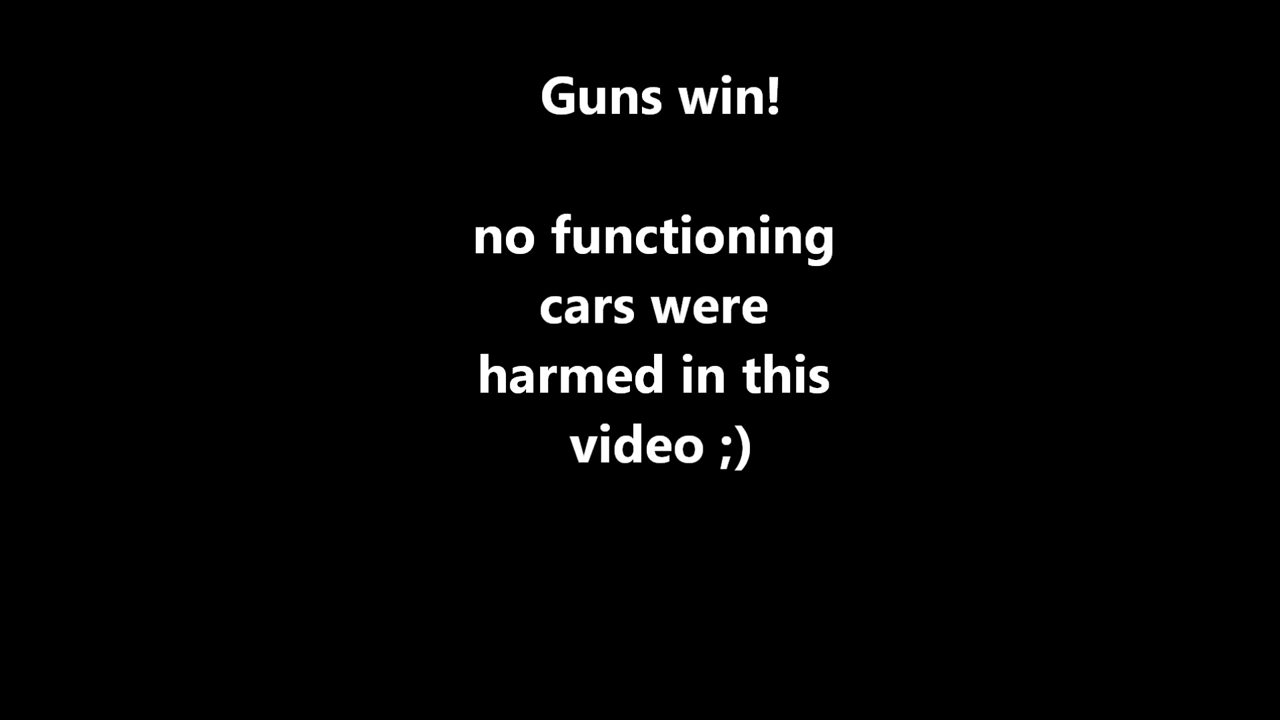 Guns win!
no functioning
cars were
harmed in this
video ;)